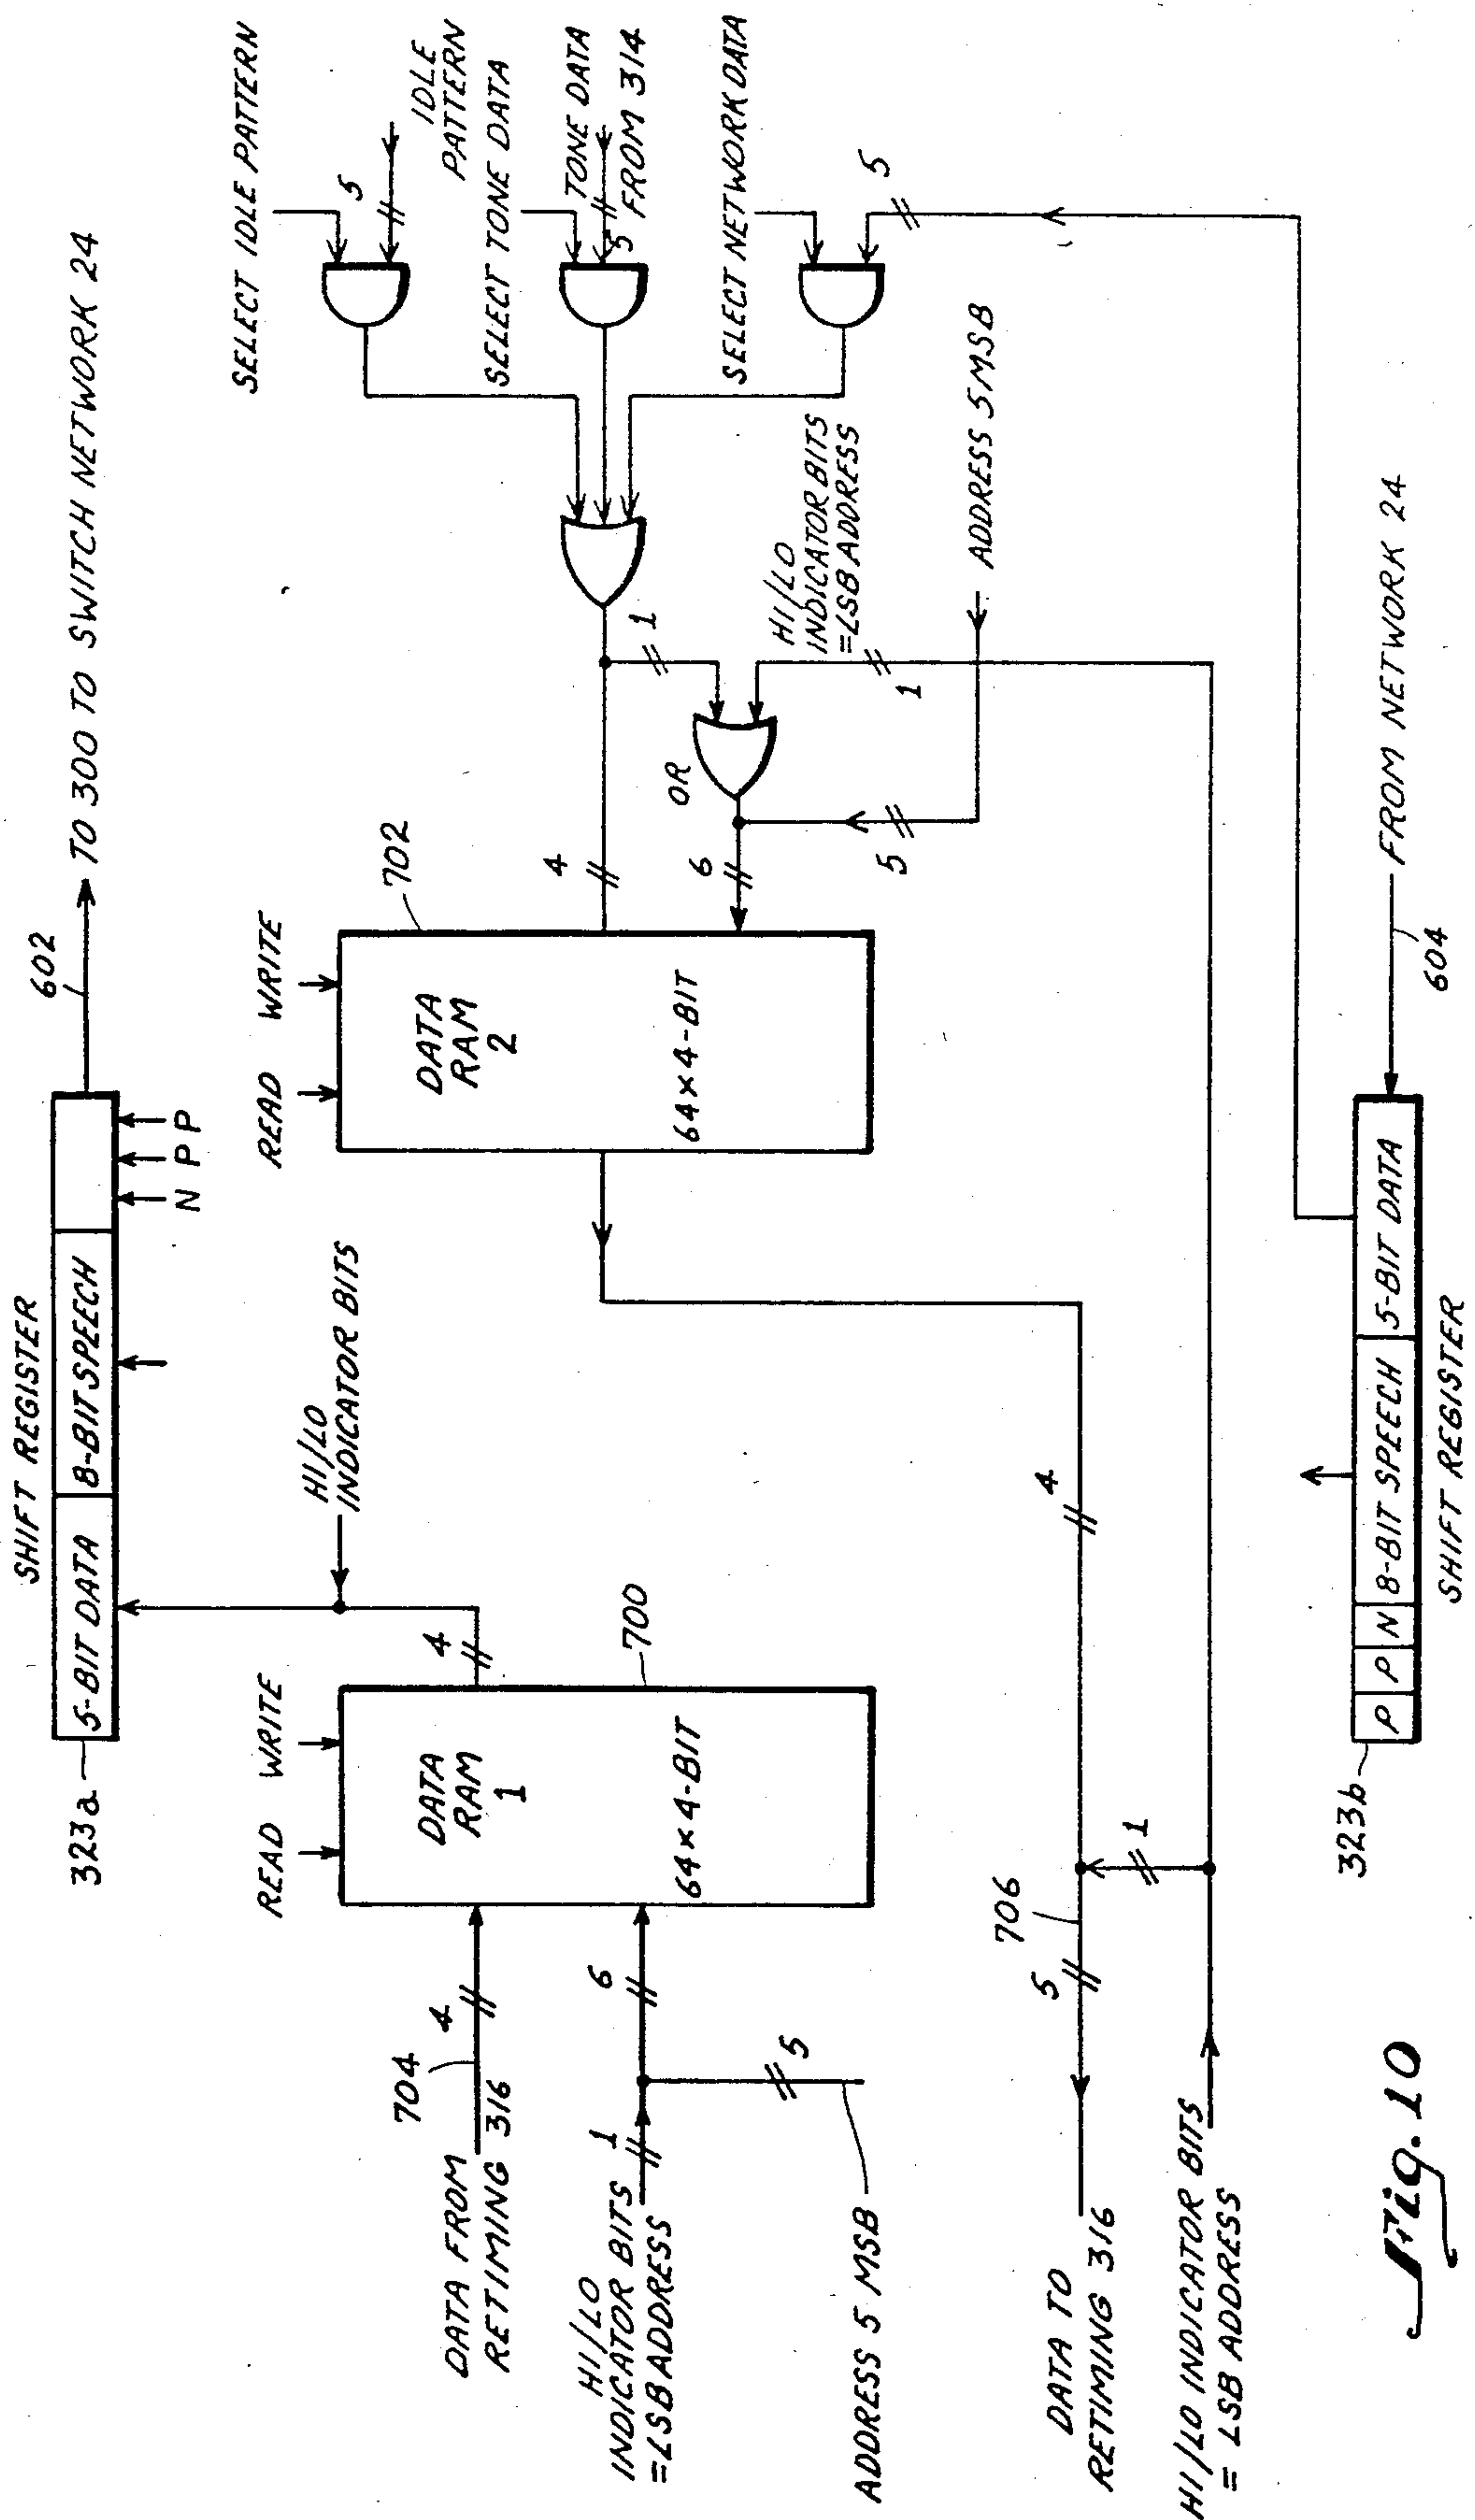 SHIFT REGISTER
323a
5-BIT DATA
8-BIT SPEECH
N P P
602
TO 300 TO SWITCH NETWORK 24
HI/LO
INDICATOR BITS
READ WRITE
DATA
RAM
1
64×4-BIT
700
4
704
4
DATA FROM
RETIMING 316
6
1
HI/LO
INDICATOR BITS
=LSB ADDRESS
5
ADDRESS 5 MSB
READ WRITE
DATA
RAM
2
64×4-BIT
702
4
6
OR
5
1
HI/LO
INDICATOR BITS
=LSB ADDRESS
1
ADDRESS 5 MSB
SELECT IDLE PATTERN
5
IDLE
PATTERN
SELECT TONE DATA
TONE DATA
5
FROM 314
SELECT NETWORK DATA
5
4
706
5
1
DATA TO
RETIMING 316
HI/LO INDICATOR BITS
= LSB ADDRESS
323b
P P N 8-BIT SPEECH 5-BIT DATA
SHIFT REGISTER
604
FROM NETWORK 24
Fig. 10